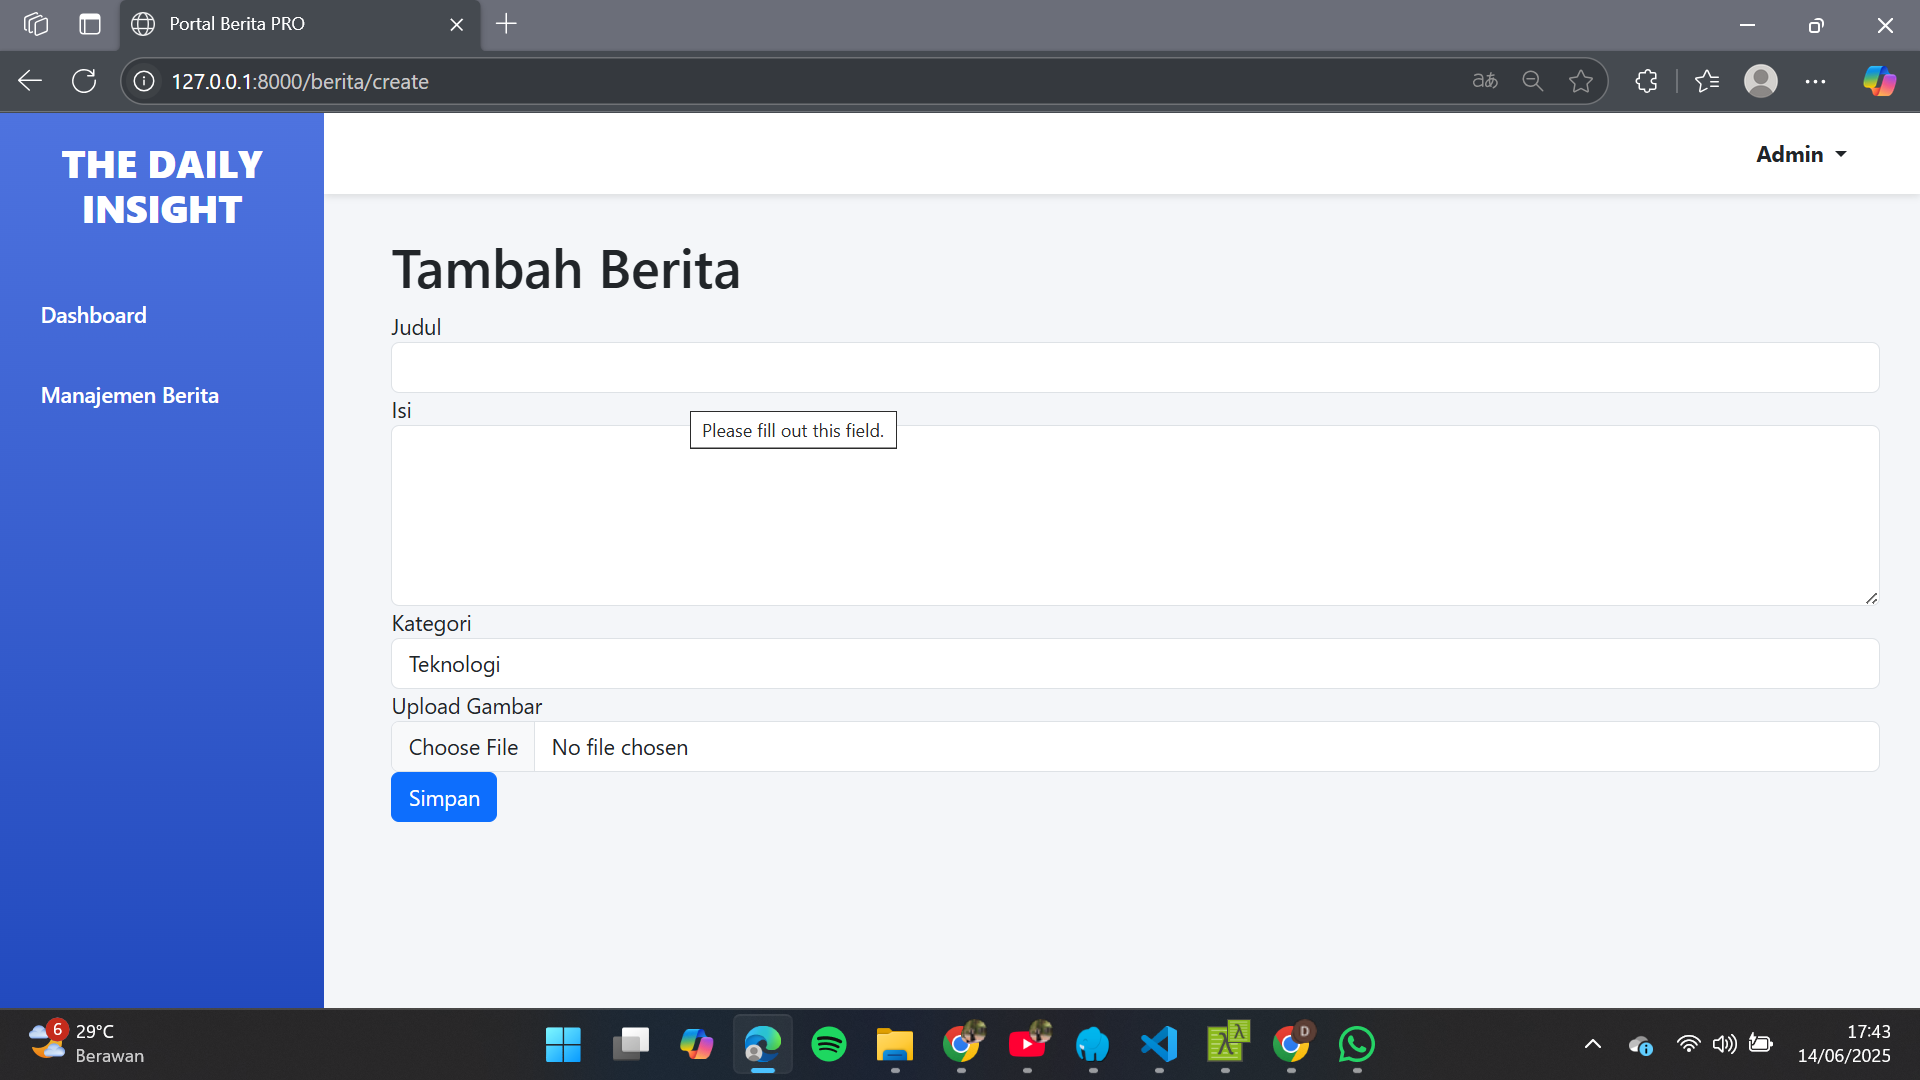 Portal Berita PRO
127.0.0.1:8000/berita/create
aあ
THE DAILY
INSIGHT
Admin
Dashboard
Manajemen Berita
Tambah Berita
Judul
Isi
Please fill out this field.
Kategori
Teknologi
Upload Gambar
Choose File No file chosen
Simpan
6
29°C
Berawan
D
17:43
14/06/2025